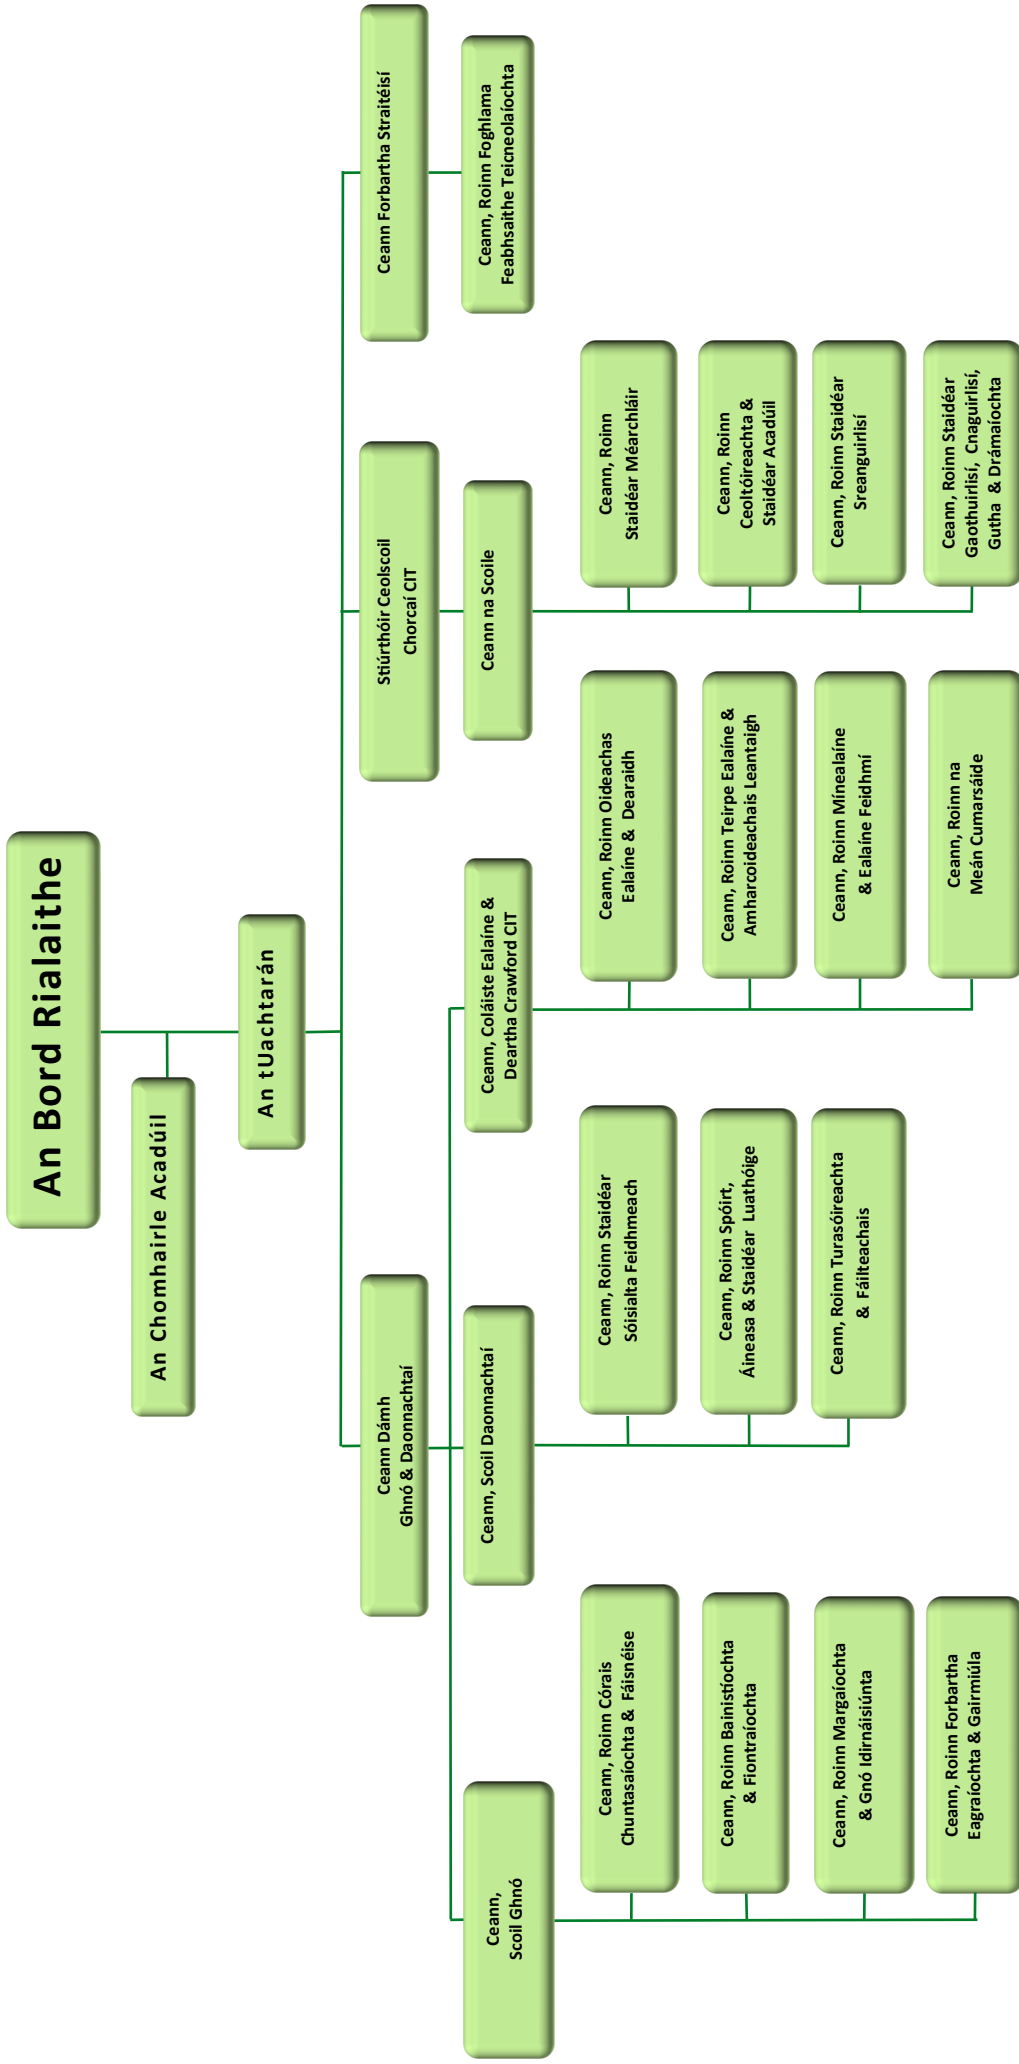 An Bord Rialaithe
An Chomhairle Acadúil
An tUachtarán
Ceann Dámh
Ghnó & Daonnachtaí
Stiúrthóir Ceolscoil
Chorcaí CIT
Ceann Forbartha Straitéisí
Ceann,
Scoil Ghnó
Ceann, Scoil Daonnachtaí
Ceann, Coláiste Ealaíne &
Deartha Crawford CIT
Ceann na Scoile
Ceann, Roinn Foghlama
Feabhsaithe Teicneolaíochta
Ceann, Roinn Córais
Chuntasaíochta & Fáisnéise
Ceann, Roinn Bainistíochta
& Fiontraíochta
Ceann, Roinn Margaíochta
& Gnó Idirnáisiúnta
Ceann, Roinn Forbartha
Eagraíochta & Gairmiúla
Ceann, Roinn Staidéar
Sóisialta Feidhmeach
Ceann, Roinn Spóirt,
Áineasa & Staidéar Luathóige
Ceann, Roinn Turasóireachta
& Fáilteachais
Ceann, Roinn Oideachas
Ealaíne & Dearaidh
Ceann, Roinn Teirpe Ealaíne &
Amharcoideachais Leantaigh
Ceann, Roinn Mínealaíne
& Ealaíne Feidhmí
Ceann, Roinn na
Meán Cumarsáide
Ceann, Roinn
Staidéar Méarchláir
Ceann, Roinn
Ceoltóireachta &
Staidéar Acadúil
Ceann, Roinn Staidéar
Sreanguirlisí
Ceann, Roinn Staidéar
Gaothuirlisí, Cnaguirlisí,
Gutha & Drámaíochta